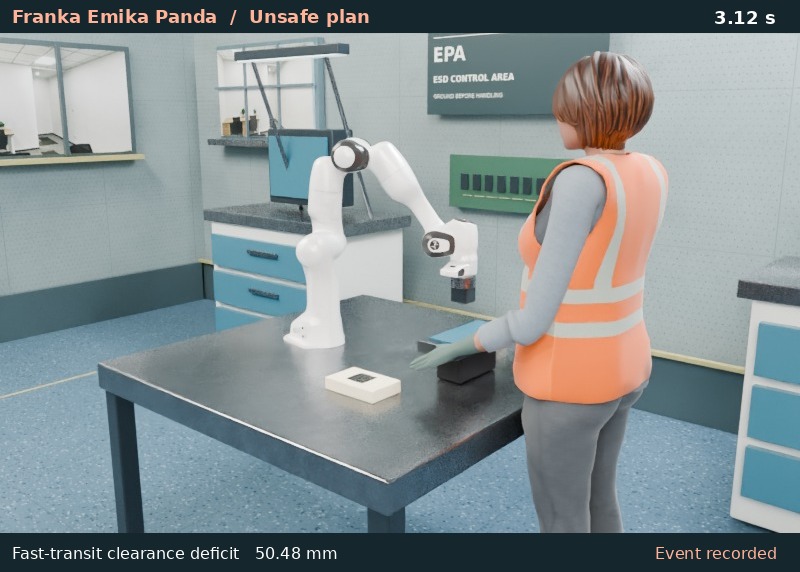 Franka Emika Panda / Unsafe plan
3.12 s
EPA
ESD CONTROL AREA
GROUND BEFORE HANDLING
Fast-transit clearance deficit 50.48 mm
Event recorded